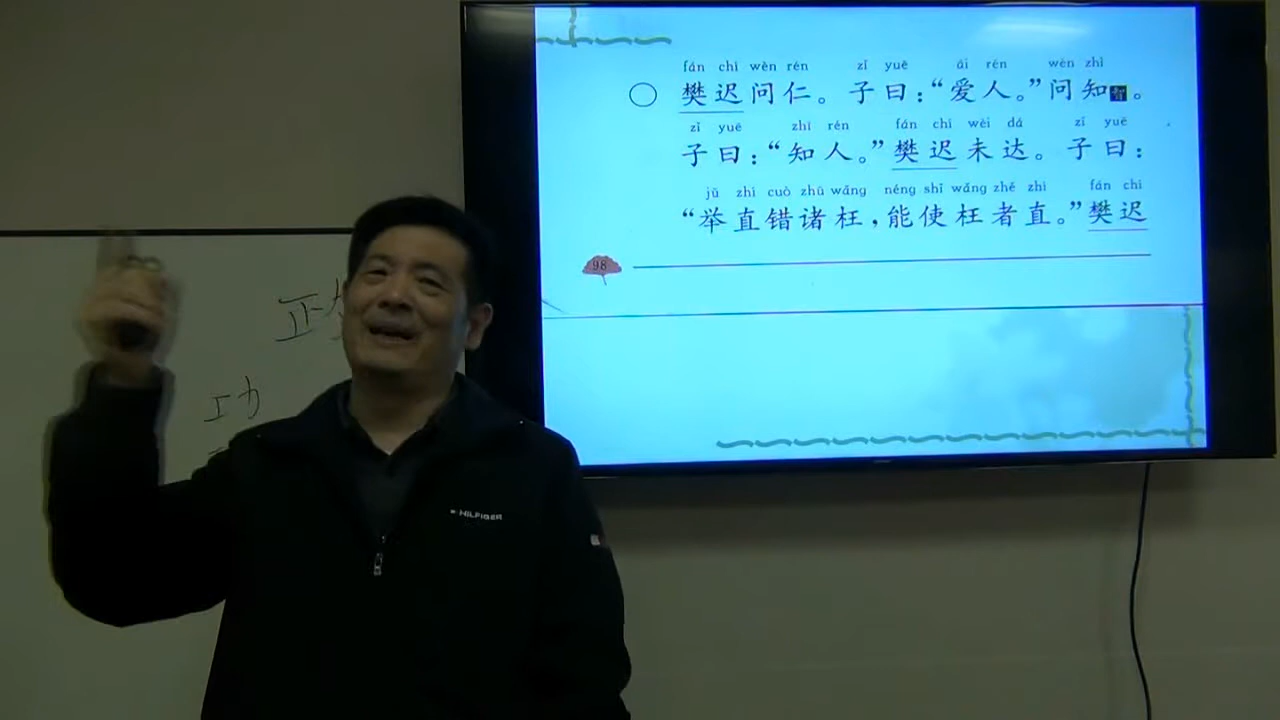 fán chí wèn rén zǐ yuē ài rén wèn zhì
○ 樊迟问仁。子曰：“爱人。”问知智。
zǐ yuē zhī rén fán chí wèi dá zǐ yuē
子曰：“知人。”樊迟未达。子曰：
jǔ zhí cuò zhū wǎng néng shǐ wǎng zhě zhí fán chí
“举直错诸枉，能使枉者直。”樊迟
98
正
功
HILFIGER